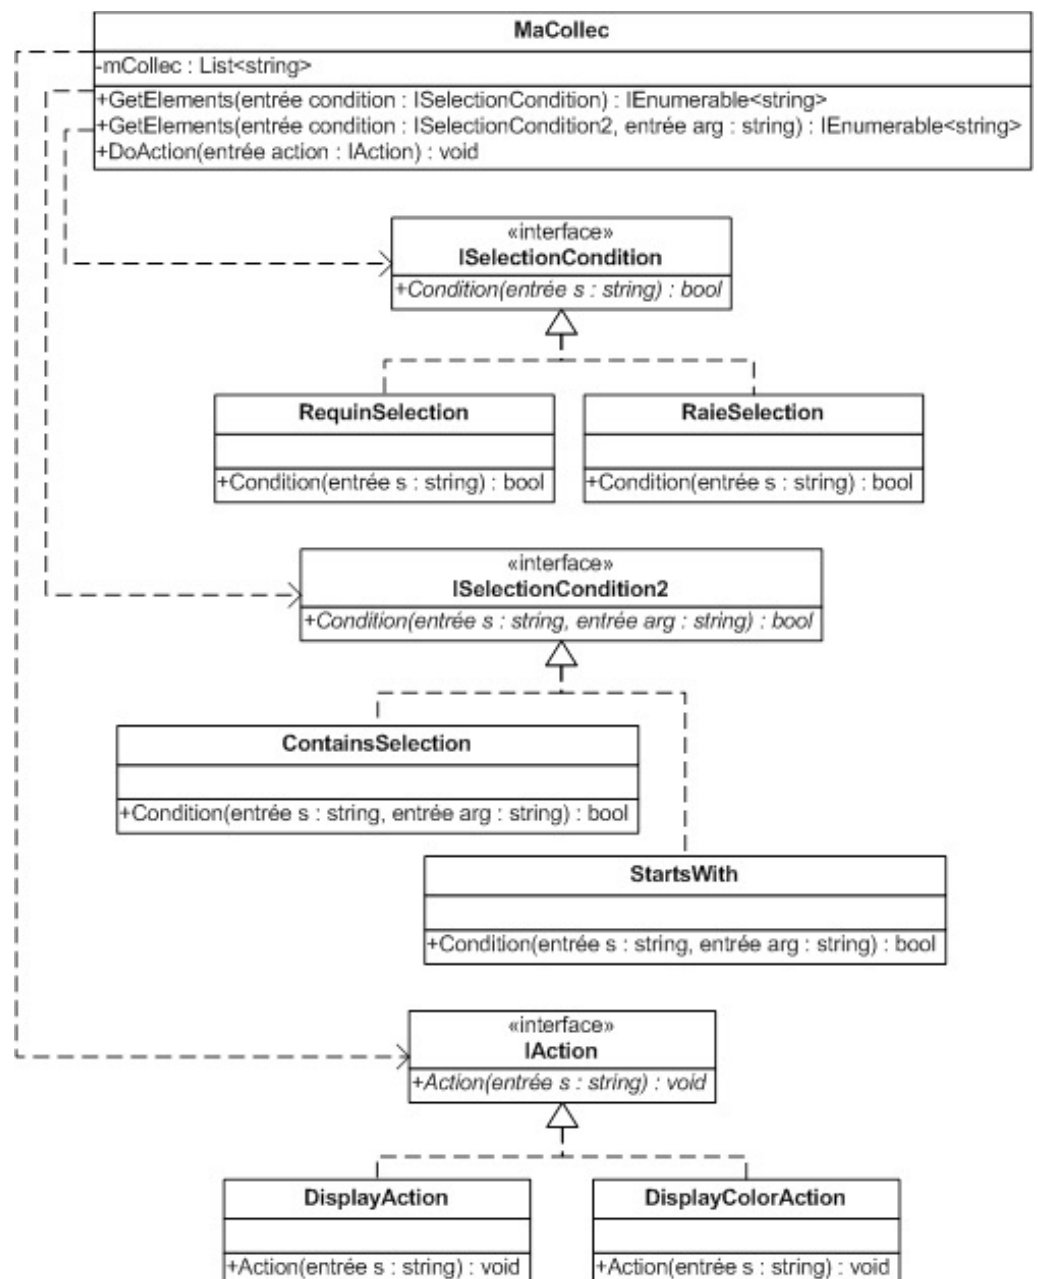 MaCollec
-mCollec : List<string>
+GetElements(entrée condition : ISelectionCondition) : IEnumerable<string>
+GetElements(entrée condition : ISelectionCondition2, entrée arg : string) : IEnumerable<string>
+DoAction(entrée action : IAction) : void
«interface»
ISelectionCondition
+Condition(entrée s : string) : bool
RequinSelection
+Condition(entrée s : string) : bool
RaieSelection
+Condition(entrée s : string) : bool
«interface»
ISelectionCondition2
+Condition(entrée s : string, entrée arg : string) : bool
ContainsSelection
+Condition(entrée s : string, entrée arg : string) : bool
StartsWith
+Condition(entrée s : string, entrée arg : string) : bool
«interface»
IAction
+Action(entrée s : string) : void
DisplayAction
+Action(entrée s : string) : void
DisplayColorAction
+Action(entrée s : string) : void